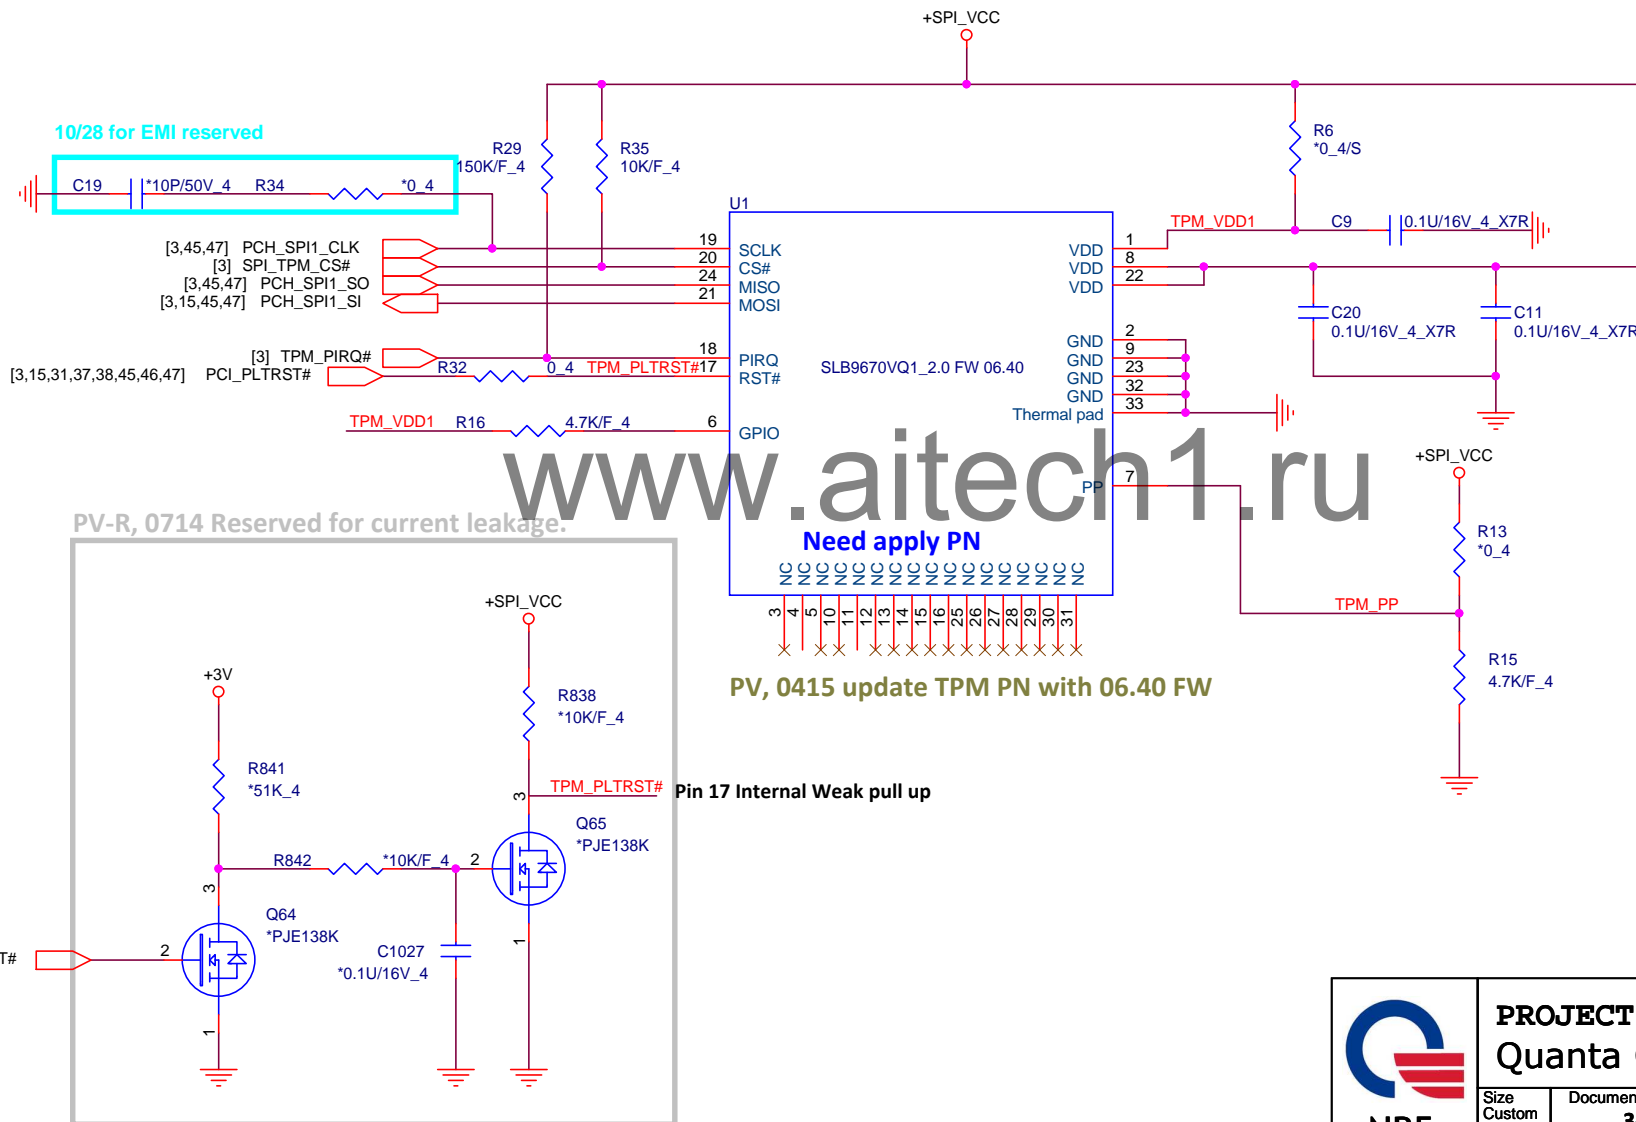 +SPI_VCC
10/28 for EMI reserved
C19 *10P/50V_4 R34 *0_4
R29
150K/F_4
R35
10K/F_4
R6
*0_4/S
U1
[3,45,47] PCH_SPI1_CLK
[3] SPI_TPM_CS#
[3,45,47] PCH_SPI1_SO
[3,15,45,47] PCH_SPI1_SI
[3] TPM_PIRQ#
[3,15,31,37,38,45,46,47] PCI_PLTRST#
R32 0_4 TPM_PLTRST#
TPM_VDD1 R16 4.7K/F_4
19 SCLK
20 CS#
24 MISO
21 MOSI
18 PIRQ
17 RST#
6 GPIO
SLB9670VQ1_2.0 FW 06.40
VDD 1
VDD 8
VDD 22
GND 2
GND 9
GND 23
GND 32
Thermal pad 33
PP 7
TPM_VDD1 C9 0.1U/16V_4_X7R
C20
0.1U/16V_4_X7R
C11
0.1U/16V_4_X7R
www.aitech1.ru
Need apply PN
NC NC NC NC NC NC NC NC NC NC NC NC NC NC NC NC NC
3 4 5 10 11 12 13 14 15 16 25 26 27 28 29 30 31
PV, 0415 update TPM PN with 06.40 FW
+SPI_VCC
R13
*0_4
TPM_PP
R15
4.7K/F_4
PV-R, 0714 Reserved for current leakage.
+3V
R841
*51K_4
+SPI_VCC
R838
*10K/F_4
TPM_PLTRST# Pin 17 Internal Weak pull up
3
Q65
*PJE138K
R842 *10K/F_4 2
1
3
Q64
*PJE138K
T# 2
1
C1027
*0.1U/16V_4
PROJECT
Quanta
Size
Custom
Documen
3
NBE